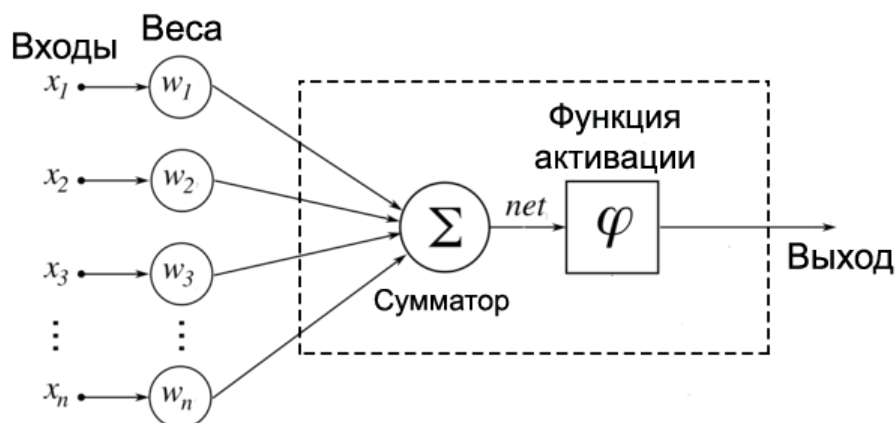 Входы
Веса
x1
w1
x2
w2
x3
w3
xn
wn
Σ
Сумматор
net
Функция
активации
φ
Выход